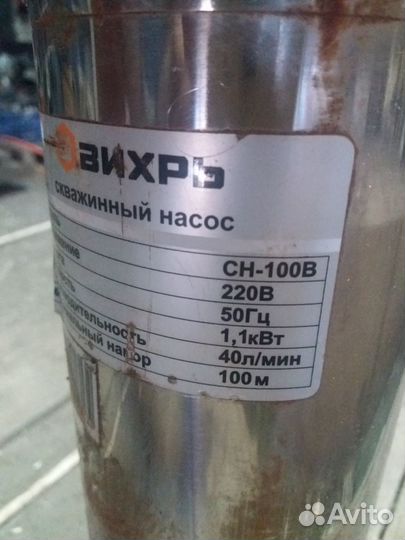 ВИХРЬ
скважинный насос
СН-100В
220В
50Гц
1,1кВт
40л/мин
100м
Avito